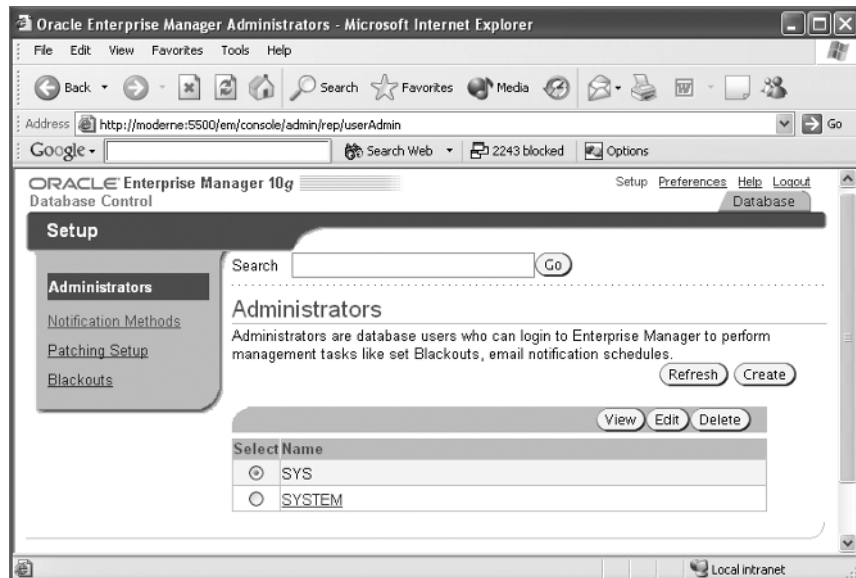 Oracle Enterprise Manager Administrators - Microsoft Internet Explorer
File Edit View Favorites Tools Help
Back Search Favorites Media
Address http://moderne:5500/em/console/admin/rep/userAdmin Go
Google Search Web 2243 blocked Options
ORACLE Enterprise Manager 10g Setup Preferences Help Logout
Database Control Database
Setup
Search Go
Administrators
Notification Methods
Patching Setup
Blackouts
Administrators
Administrators are database users who can login to Enterprise Manager to perform
management tasks like set Blackouts, email notification schedules.
Refresh Create
View Edit Delete
Select Name
SYS
SYSTEM
Local intranet